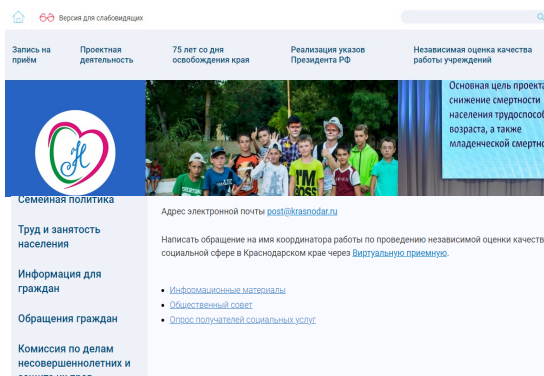 Версия для слабовидящих
Запись на приём
Проектная деятельность
75 лет со дня освобождения края
Реализация указов Президента РФ
Независимая оценка качества работы учреждений
Основная цель проекта
снижение смертности
населения трудоспособ
возраста, а также
младенческой смертно
Н
I'M
BOSS
Семейная политика
Труд и занятость
населения
Информация для
граждан
Обращения граждан
Комиссия по делам
несовершеннолетних и
защите их прав
Адрес электронной почты post@krasnodar.ru
Написать обращение на имя координатора работы по проведению независимой оценки качеств
социальной сфере в Краснодарском крае через Виртуальную приемную.
Информационные материалы
Общественный совет
Опрос получателей социальных услуг